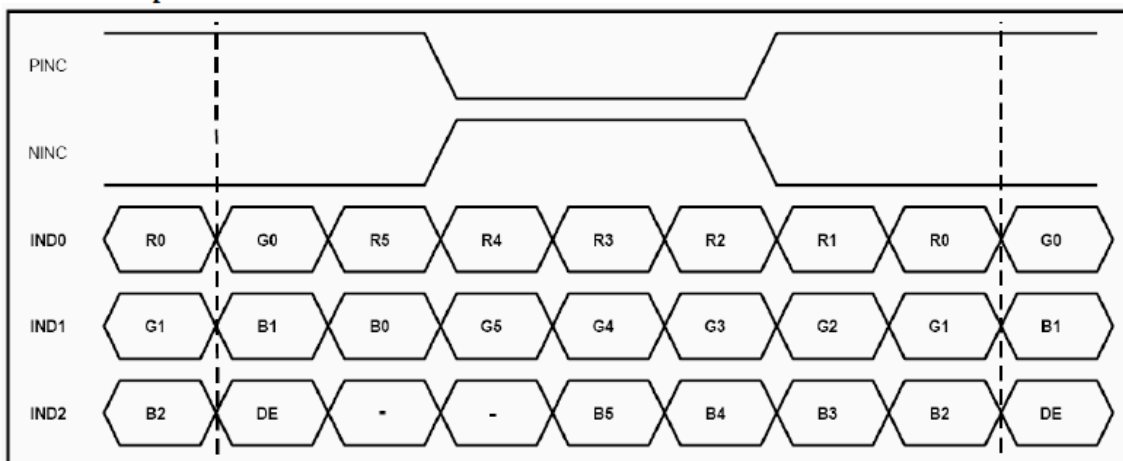 PINC
NINC
IND0 R0 G0 R5 R4 R3 R2 R1 R0 G0
IND1 G1 B1 B0 G5 G4 G3 G2 G1 B1
IND2 B2 DE - - B5 B4 B3 B2 DE